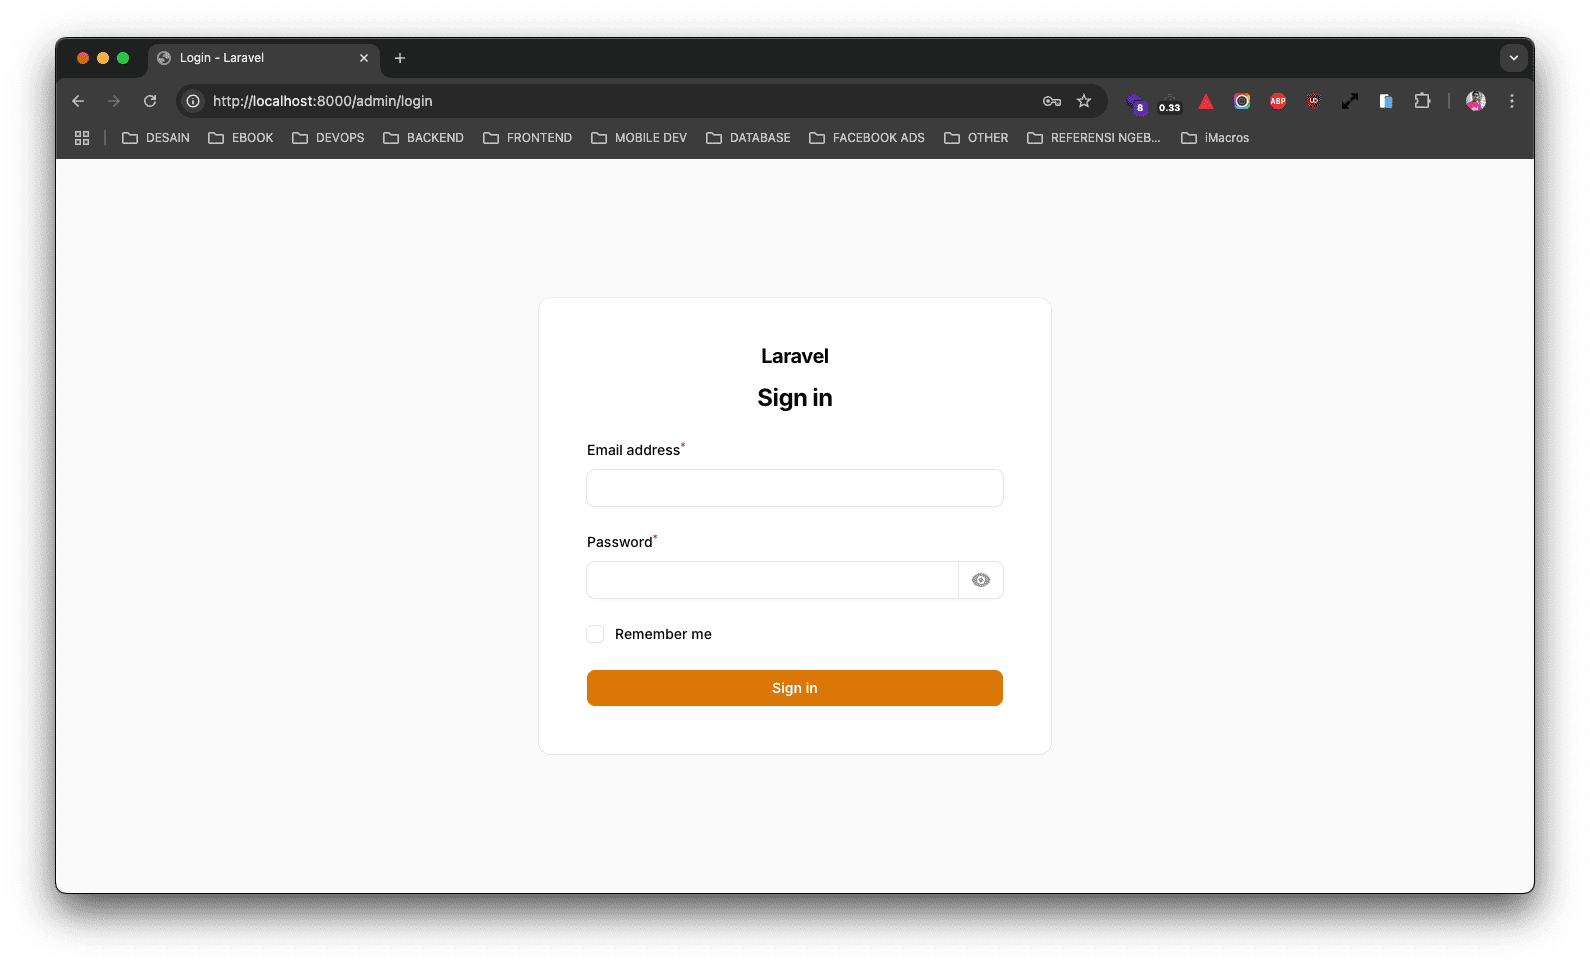 Login - Laravel
http://localhost:8000/admin/login
8
0.33
ABP
UD
DESAIN
EBOOK
DEVOPS
BACKEND
FRONTEND
MOBILE DEV
DATABASE
FACEBOOK ADS
OTHER
REFERENSI NGEB...
iMacros
Laravel
Sign in
Email address*
Password*
Remember me
Sign in